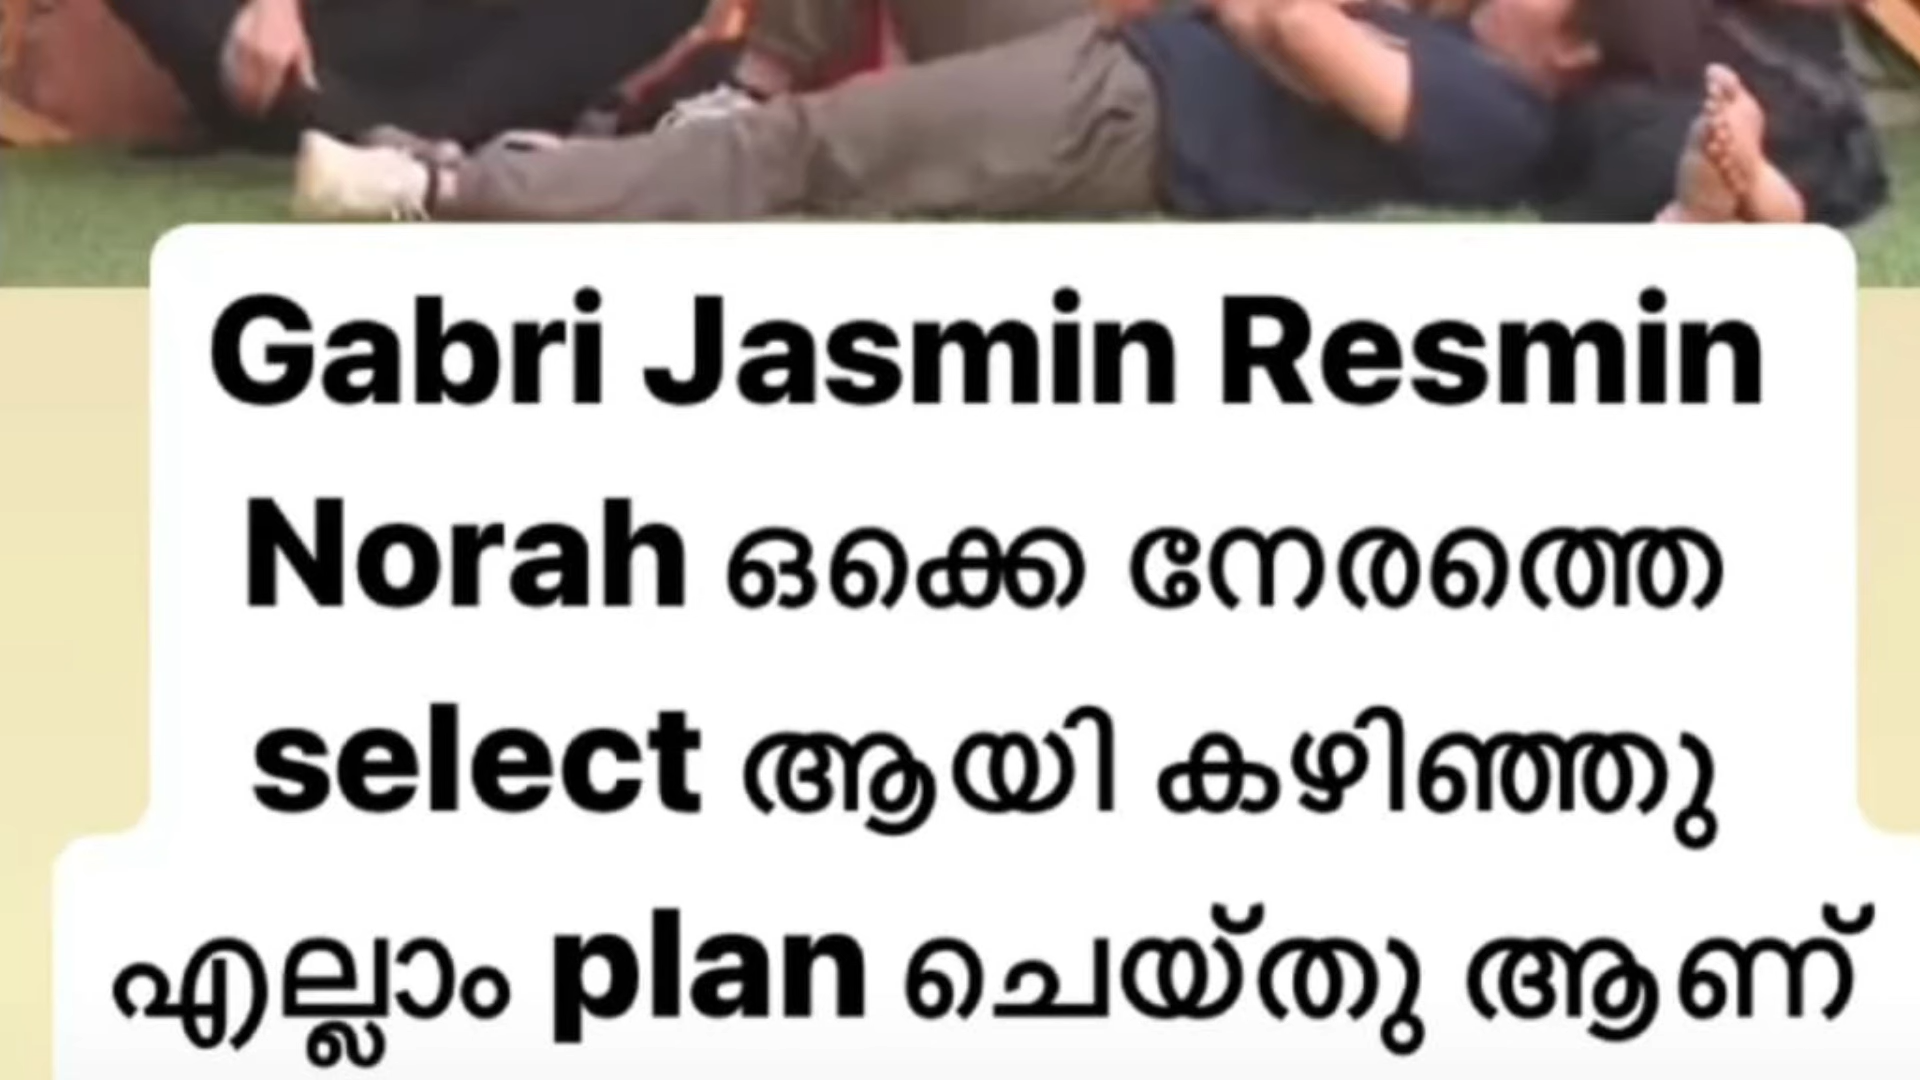 Gabri Jasmin Resmin
Norah ഒക്കെ നേരത്തെ
select ആയി കഴിഞ്ഞു
എല്ലാം plan ചെയ്തു ആണ്